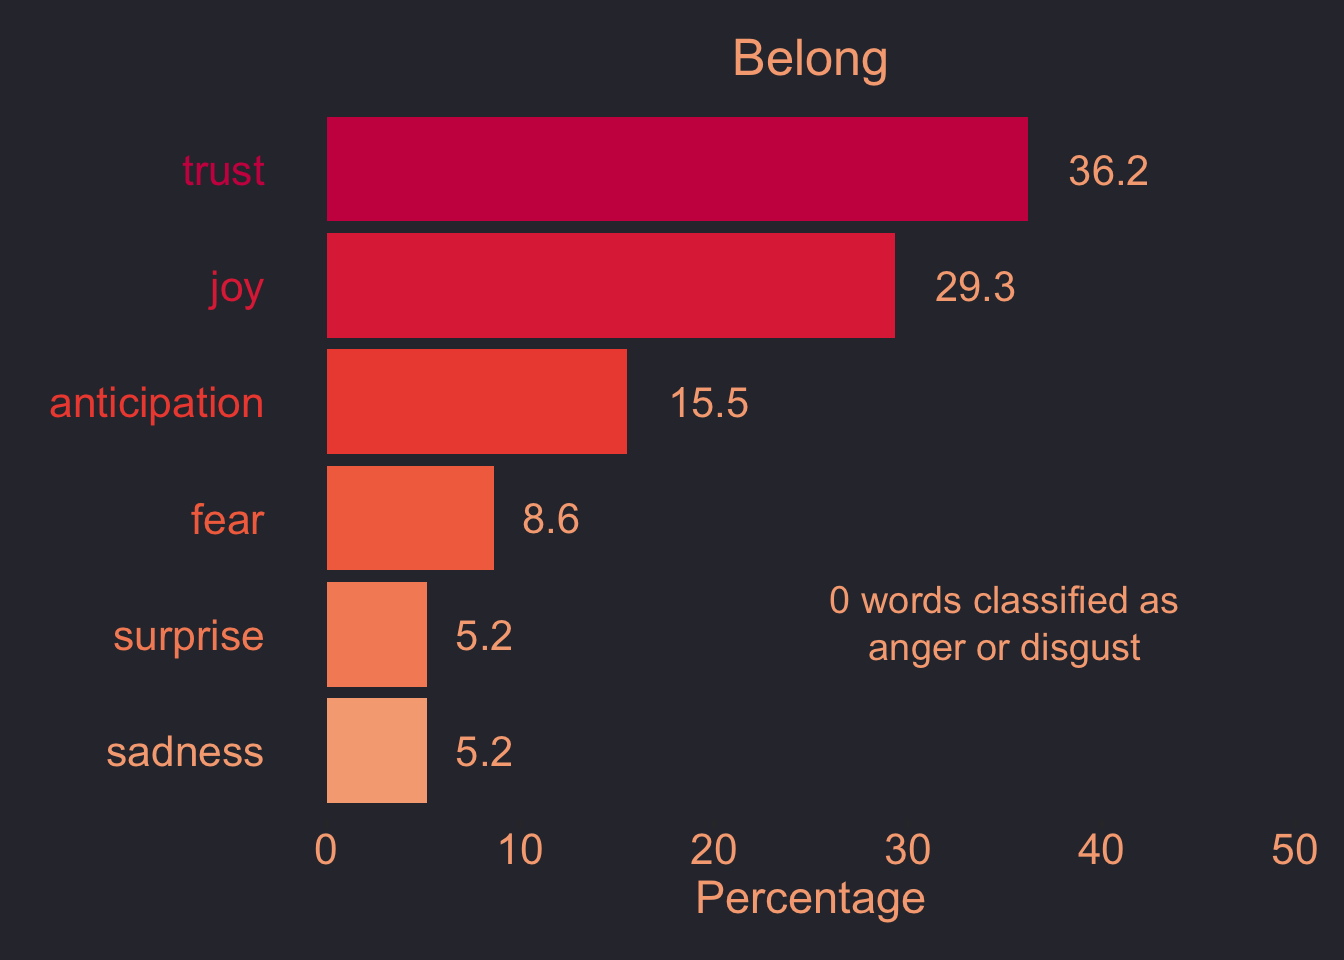 Belong
trust 36.2
joy 29.3
anticipation 15.5
fear 8.6
surprise 5.2
0 words classified as
anger or disgust
sadness 5.2
0 10 20 30 40 50
Percentage